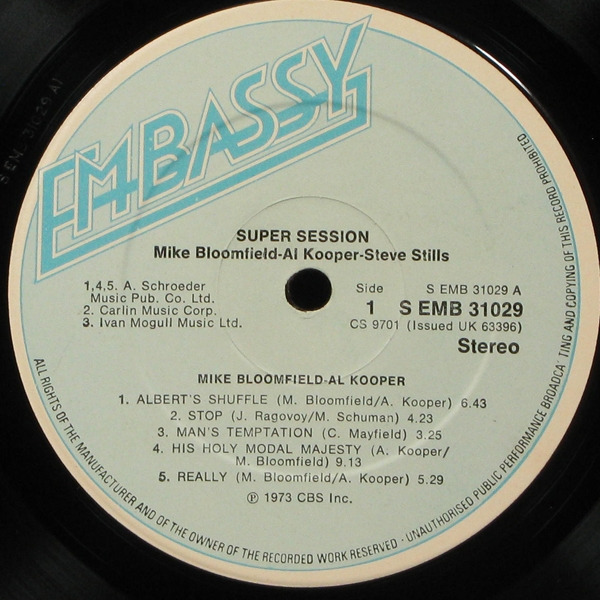 EMBASSY
SUPER SESSION
Mike Bloomfield-Al Kooper-Steve Stills
1,4,5. A. Schroeder
Music Pub. Co. Ltd.
2. Carlin Music Corp.
3. Ivan Mogull Music Ltd.
Side
1
S EMB 31029 A
S EMB 31029
CS 9701 (Issued UK 63396)
Stereo
MIKE BLOOMFIELD-AL KOOPER
1. ALBERT'S SHUFFLE (M. Bloomfield/A. Kooper) 6.43
2. STOP (J. Ragovoy/M. Schuman) 4.23
3. MAN'S TEMPTATION (C. Mayfield) 3.25
4. HIS HOLY MODAL MAJESTY (A. Kooper/
M. Bloomfield) 9.13
5. REALLY (M. Bloomfield/A. Kooper) 5.29
℗ 1973 CBS Inc.
ALL RIGHTS OF THE MANUFACTURER AND OF THE OWNER OF THE RECORDED WORK RESERVED · UNAUTHORISED PUBLIC PERFORMANCE BROADCA TING AND COPYING OF THIS RECORD PROHIBITED